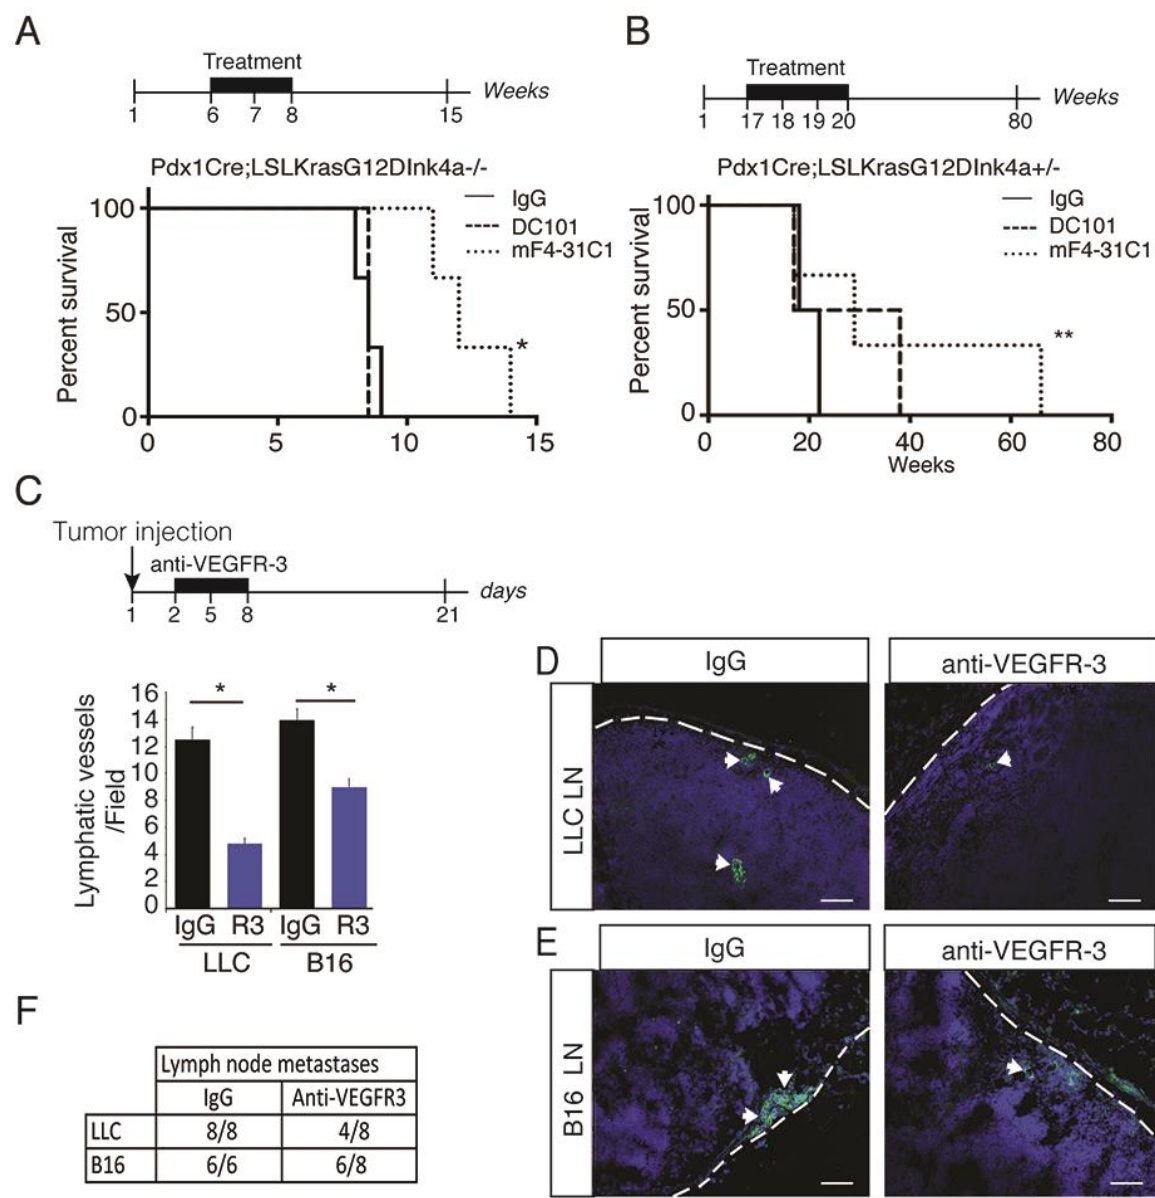 A
Treatment
Weeks
1 6 7 8 15
Pdx1Cre;LSLKrasG12DInk4a-/-
IgG
DC101
mF4-31C1
Percent survival
100
50
0
*
0 5 10 15
B
Treatment
Weeks
1 17 18 19 20 80
Pdx1Cre;LSLKrasG12DInk4a+/-
IgG
DC101
mF4-31C1
Percent survival
100
50
0
**
0 20 40 60 80
Weeks
C
Tumor injection
anti-VEGFR-3
days
1 2 5 8 21
Lymphatic vessels
/Field
16
14
12
10
8
6
4
2
0
* *
IgG R3 IgG R3
LLC B16
D
IgG anti-VEGFR-3
LLC LN
E
IgG anti-VEGFR-3
B16 LN
F
Lymph node metastases
IgG Anti-VEGFR3
LLC 8/8 4/8
B16 6/6 6/8